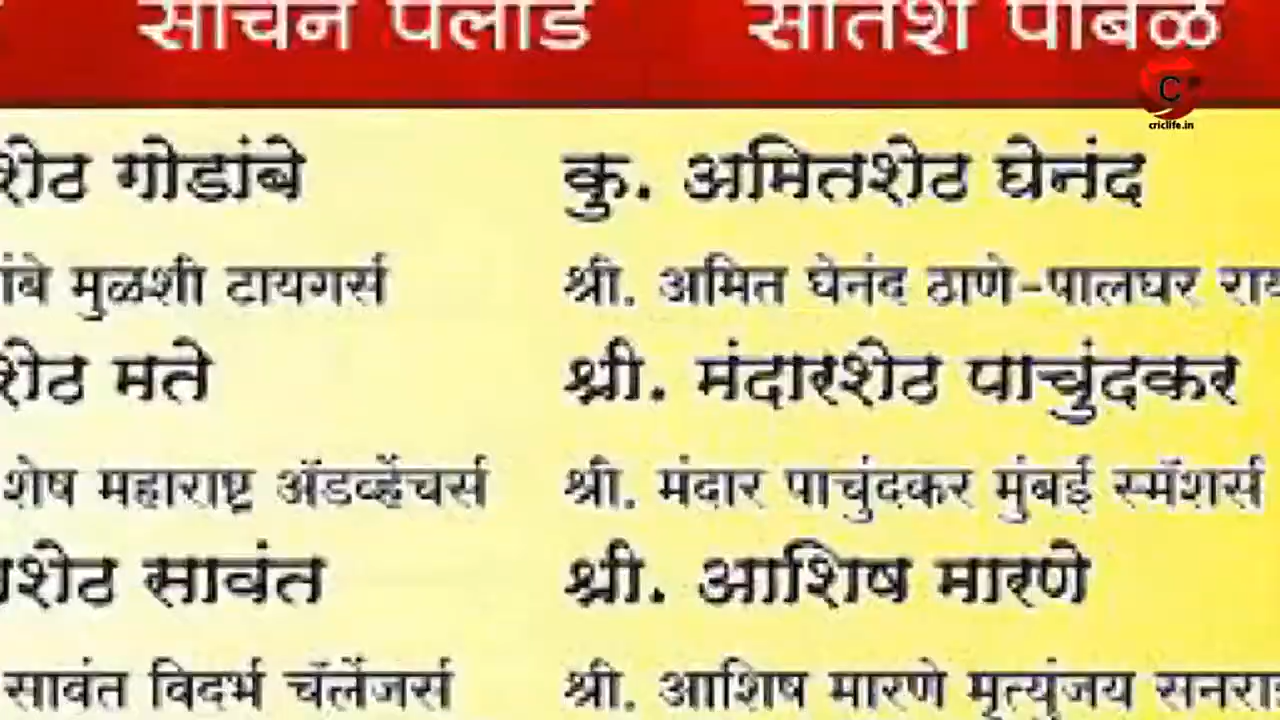 सचिन पलांडे सतिश पाबळे
C
criclife.in
शेठ गोडांबे कु. अमितशेठ घेनंद
मुळशी टायगर्स श्री. अमित घेनंद ठाणे-पालघर
शेठ मते श्री. मंदारशेठ पाचुंदकर
शेष महाराष्ट्र ॲडव्हेंचर्स श्री. मंदार पाचुंदकर मुंबई स्मॅशर्स
शेठ सावंत श्री. आशिष मारणे
सावंत विदर्भ चॅलेंजर्स श्री. आशिष मारणे मृत्युंजय